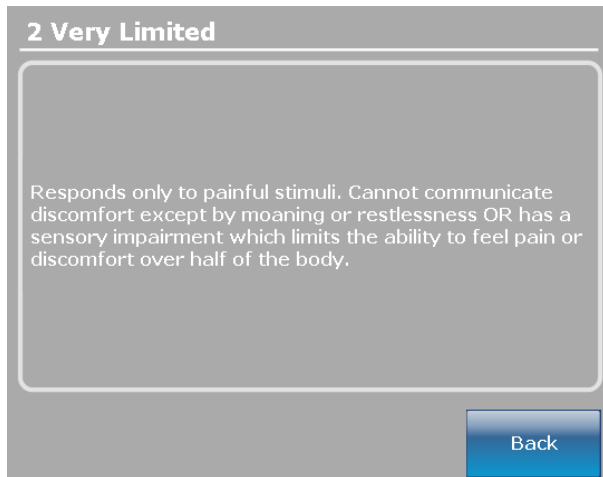 2 Very Limited
Responds only to painful stimuli. Cannot communicate
discomfort except by moaning or restlessness OR has a
sensory impairment which limits the ability to feel pain or
discomfort over half of the body.
Back